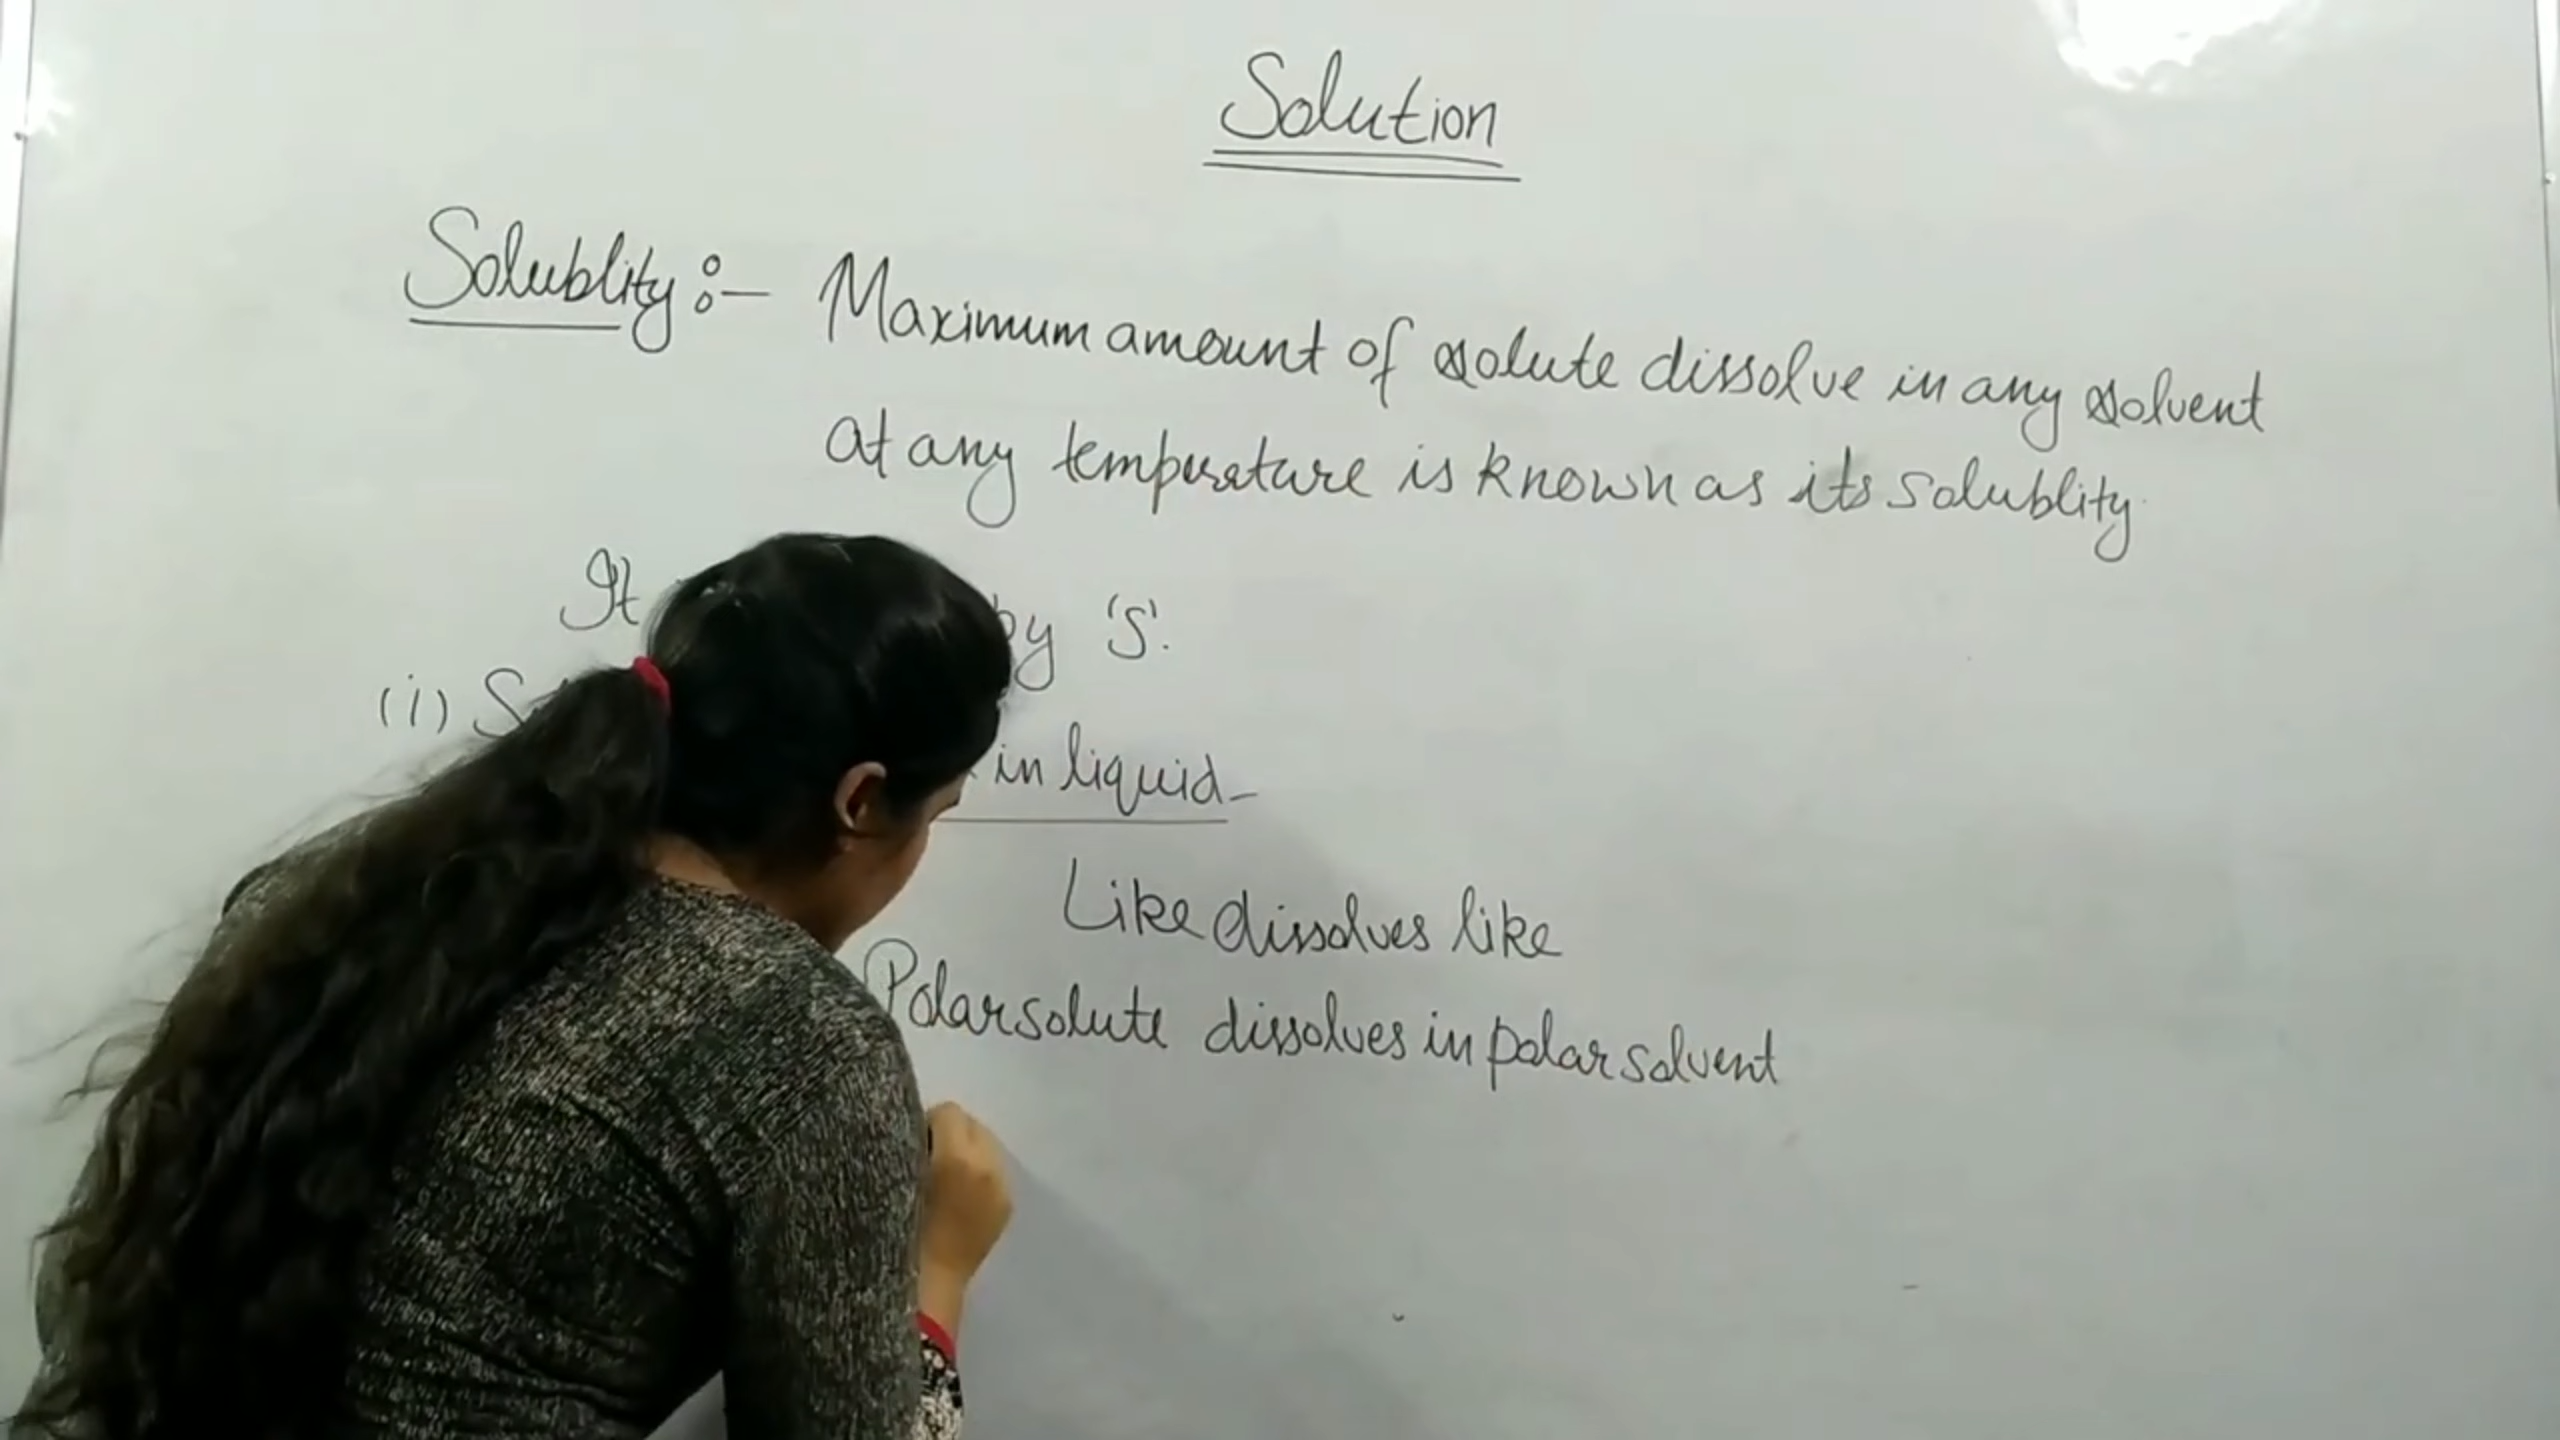 Solution
Solublity :- Maximum amount of solute dissolve in any solvent
at any temperature is known as its solublity.
It by 'S'.
(i) in liquid-
Like dissolves like
Polar solute dissolves in polar solvent